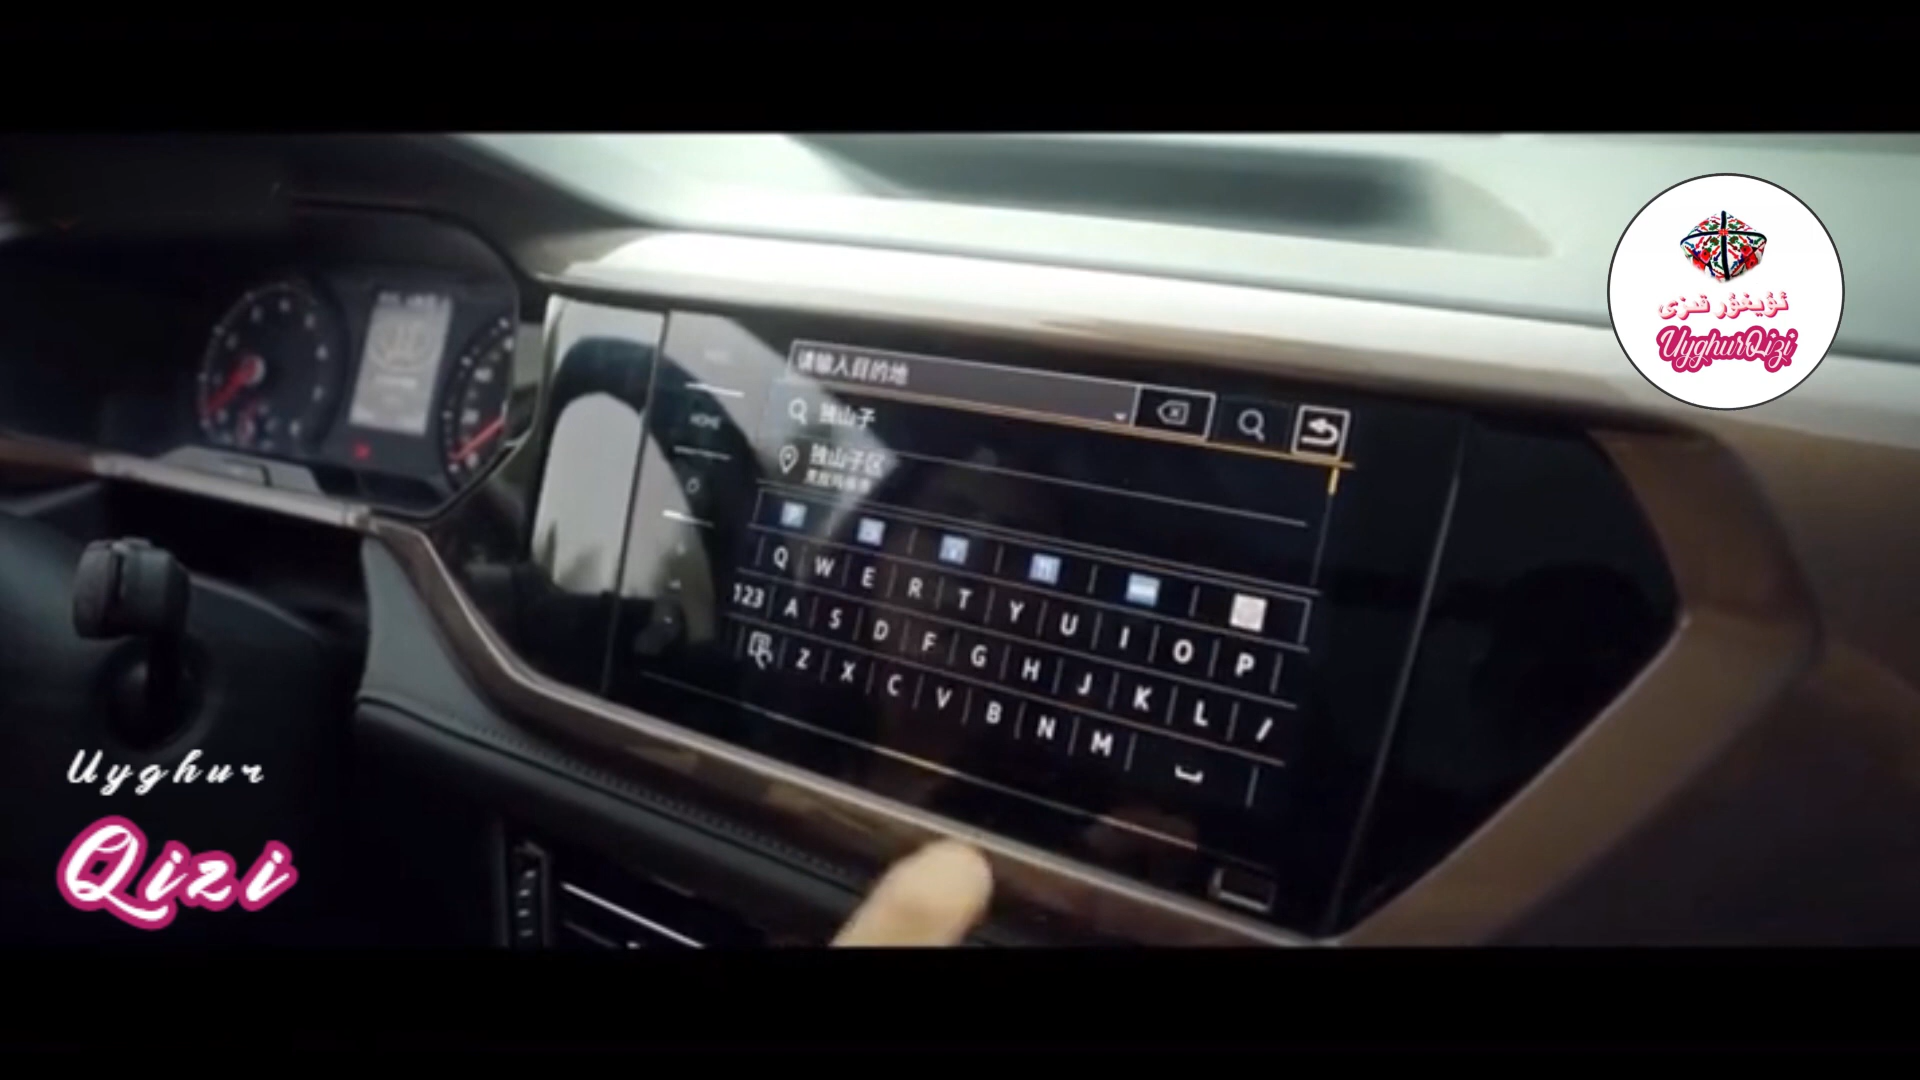 请输入目的地
独山子
独山子区
HOME
Q W E R T Y U I O P
123 A S D F G H J K L /
Z X C V B N M
ئۇيغۇر قىزى
UyghurQizi
Uyghur
Qizi